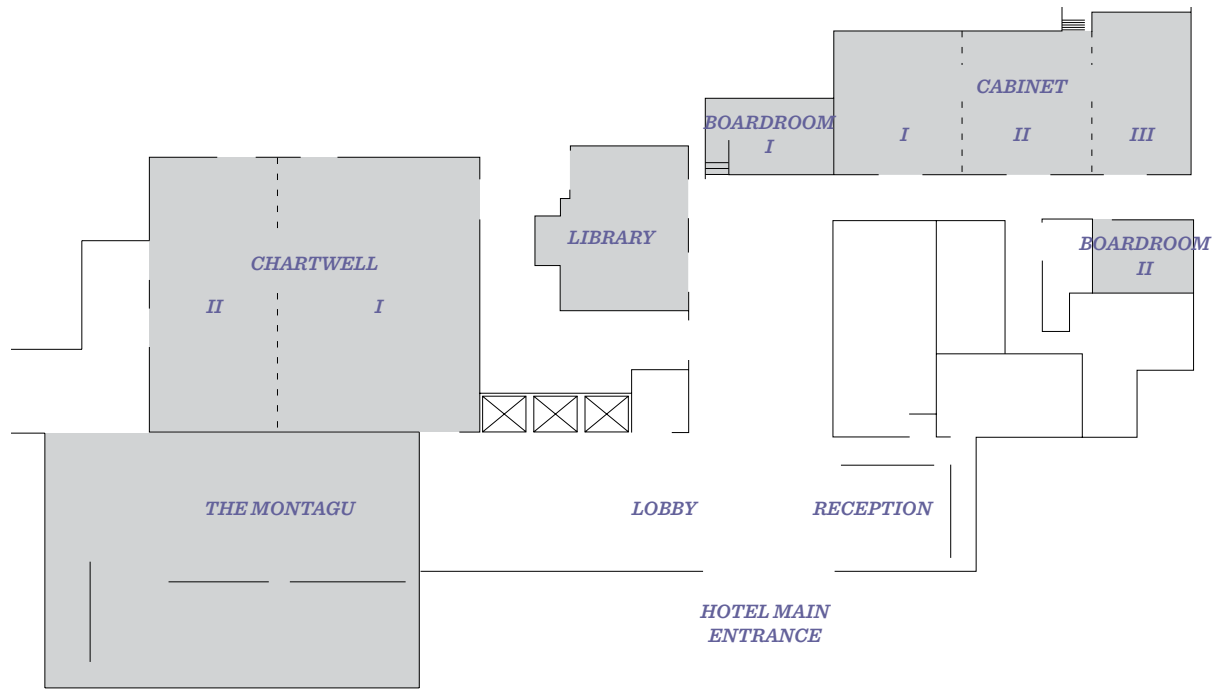 CABINET
BOARDROOM
I
I
II
III
LIBRARY
BOARDROOM
II
CHARTWELL
II
I
THE MONTAGU
LOBBY
RECEPTION
HOTEL MAIN
ENTRANCE